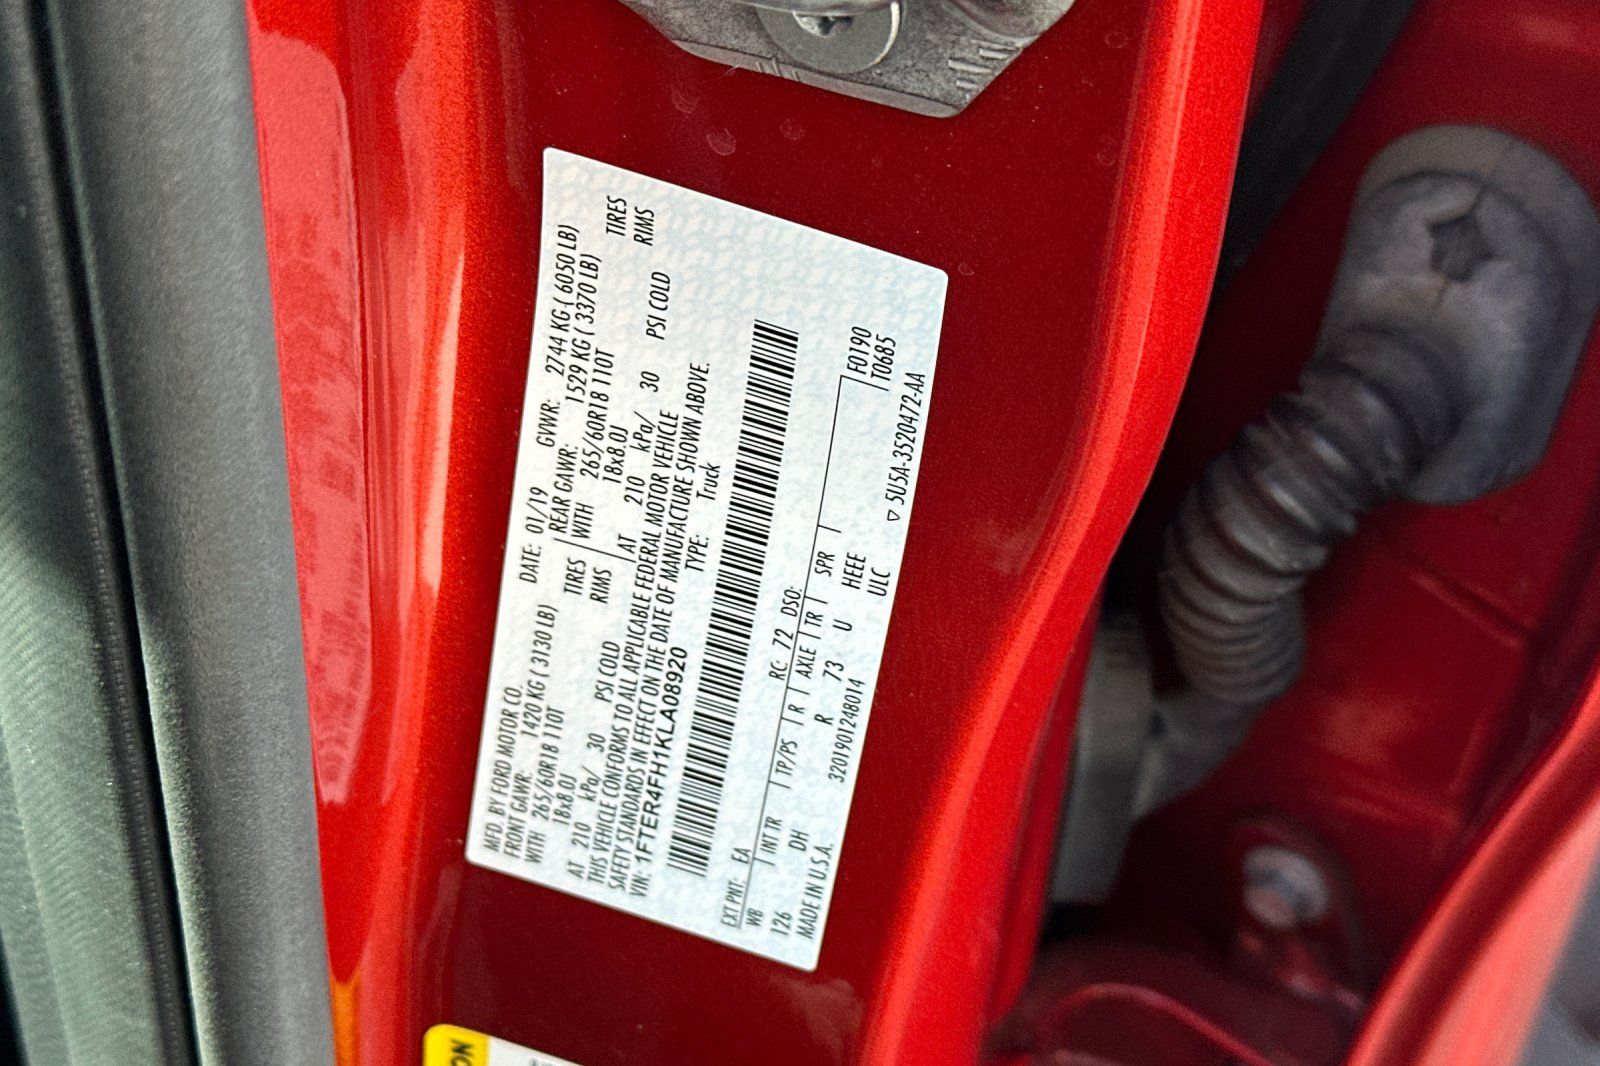 MFD. BY FORD MOTOR CO.
DATE: 01/19 GVWR: 2744 KG ( 6050 LB)
FRONT GAWR: 1420 KG ( 3130 LB)
REAR GAWR: 1529 KG ( 3370 LB)
WITH 265/60R18 110T TIRES
WITH 265/60R18 110T TIRES
18x8.0J RIMS
18x8.0J RIMS
AT 210 kPa/ 30 PSI COLD
AT 210 kPa/ 30 PSI COLD
THIS VEHICLE CONFORMS TO ALL APPLICABLE FEDERAL MOTOR VEHICLE
SAFETY STANDARDS IN EFFECT ON THE DATE OF MANUFACTURE SHOWN ABOVE.
VIN: 1FTER4FH1KLA08920 TYPE: Truck
EXT PNT: EA RC: 72 DSO: F0190
WB INT TR TP/PS R AXLE TR SPR T0685
126 DH R 73 U HEEE
MADE IN U.S.A. 3201901248014 ULC ▽ 5U5A-3520472-AA
ON